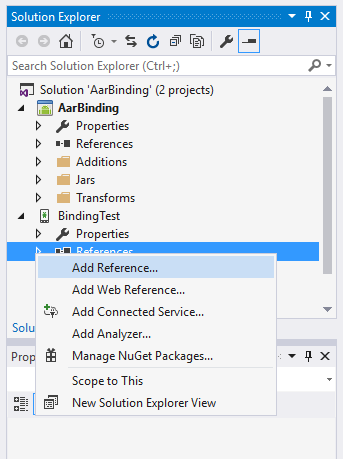 Solution Explorer
Search Solution Explorer (Ctrl+;)
Solution 'AarBinding' (2 projects)
AarBinding
Properties
References
Additions
Jars
Transforms
BindingTest
Properties
References
Add Reference...
Add Web Reference...
Add Connected Service...
Add Analyzer...
Manage NuGet Packages...
Scope to This
New Solution Explorer View
Solu
Prop